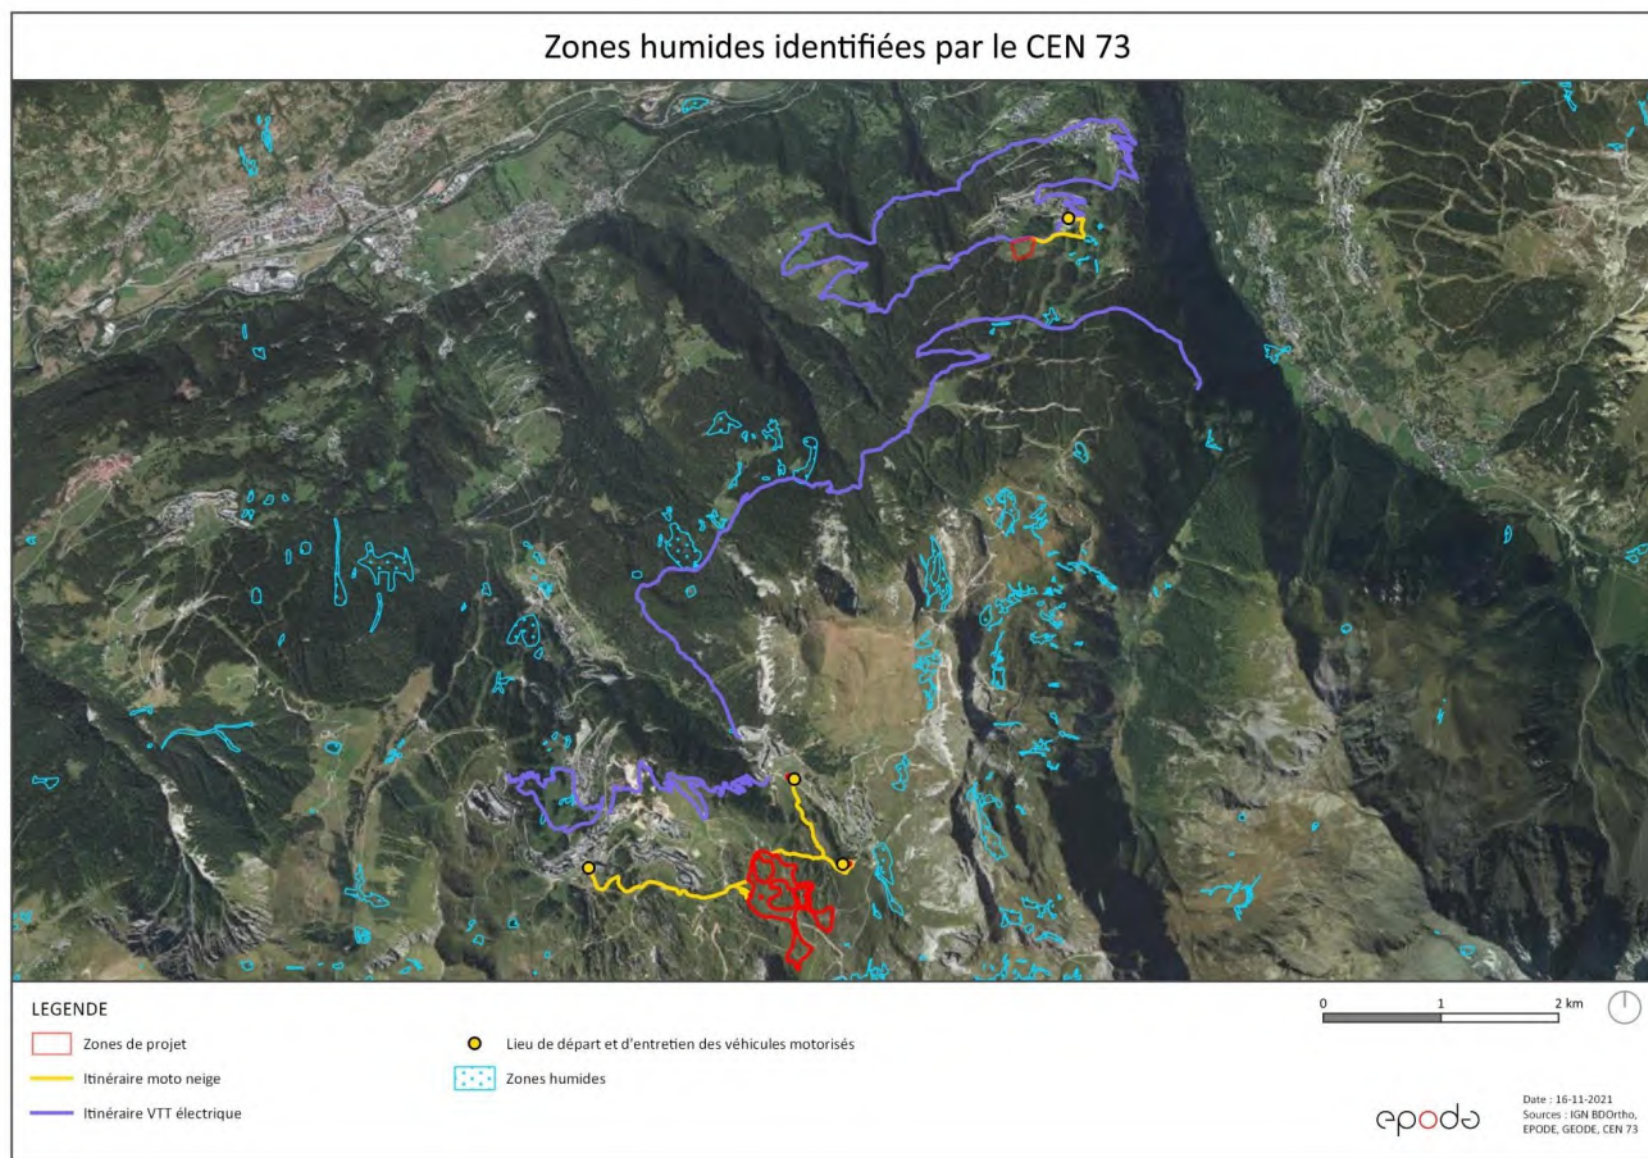 Zones humides identifiées par le CEN 73
LEGENDE
Zones de projet
Itinéraire moto neige
Itinéraire VTT électrique
Lieu de départ et d'entretien des véhicules motorisés
Zones humides
0 1 2 km
epode
Date : 16-11-2021
Sources : IGN BDOrtho,
EPODE, GEODE, CEN 73